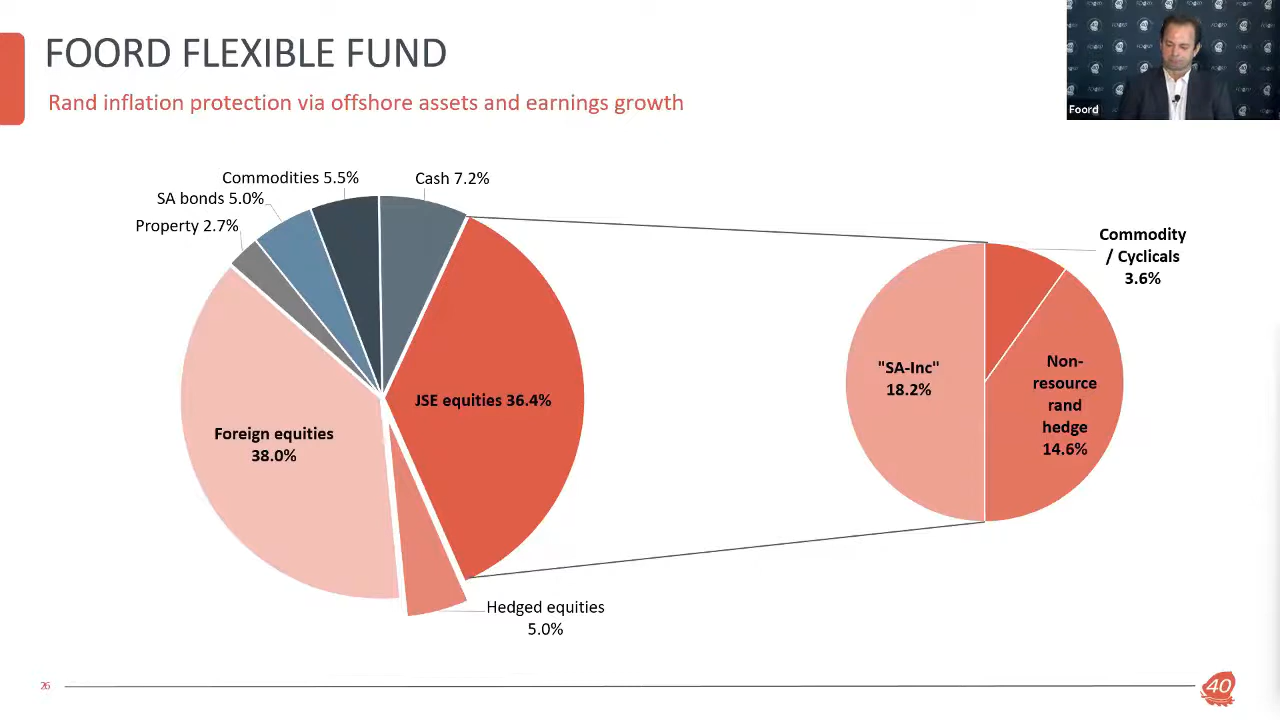 FOORD FLEXIBLE FUND
Rand inflation protection via offshore assets and earnings growth
Foord
Commodities 5.5%
Cash 7.2%
SA bonds 5.0%
Property 2.7%
JSE equities 36.4%
Foreign equities
38.0%
Hedged equities
5.0%
Commodity
/ Cyclicals
3.6%
"SA-Inc"
18.2%
Non-
resource
rand
hedge
14.6%
26
40